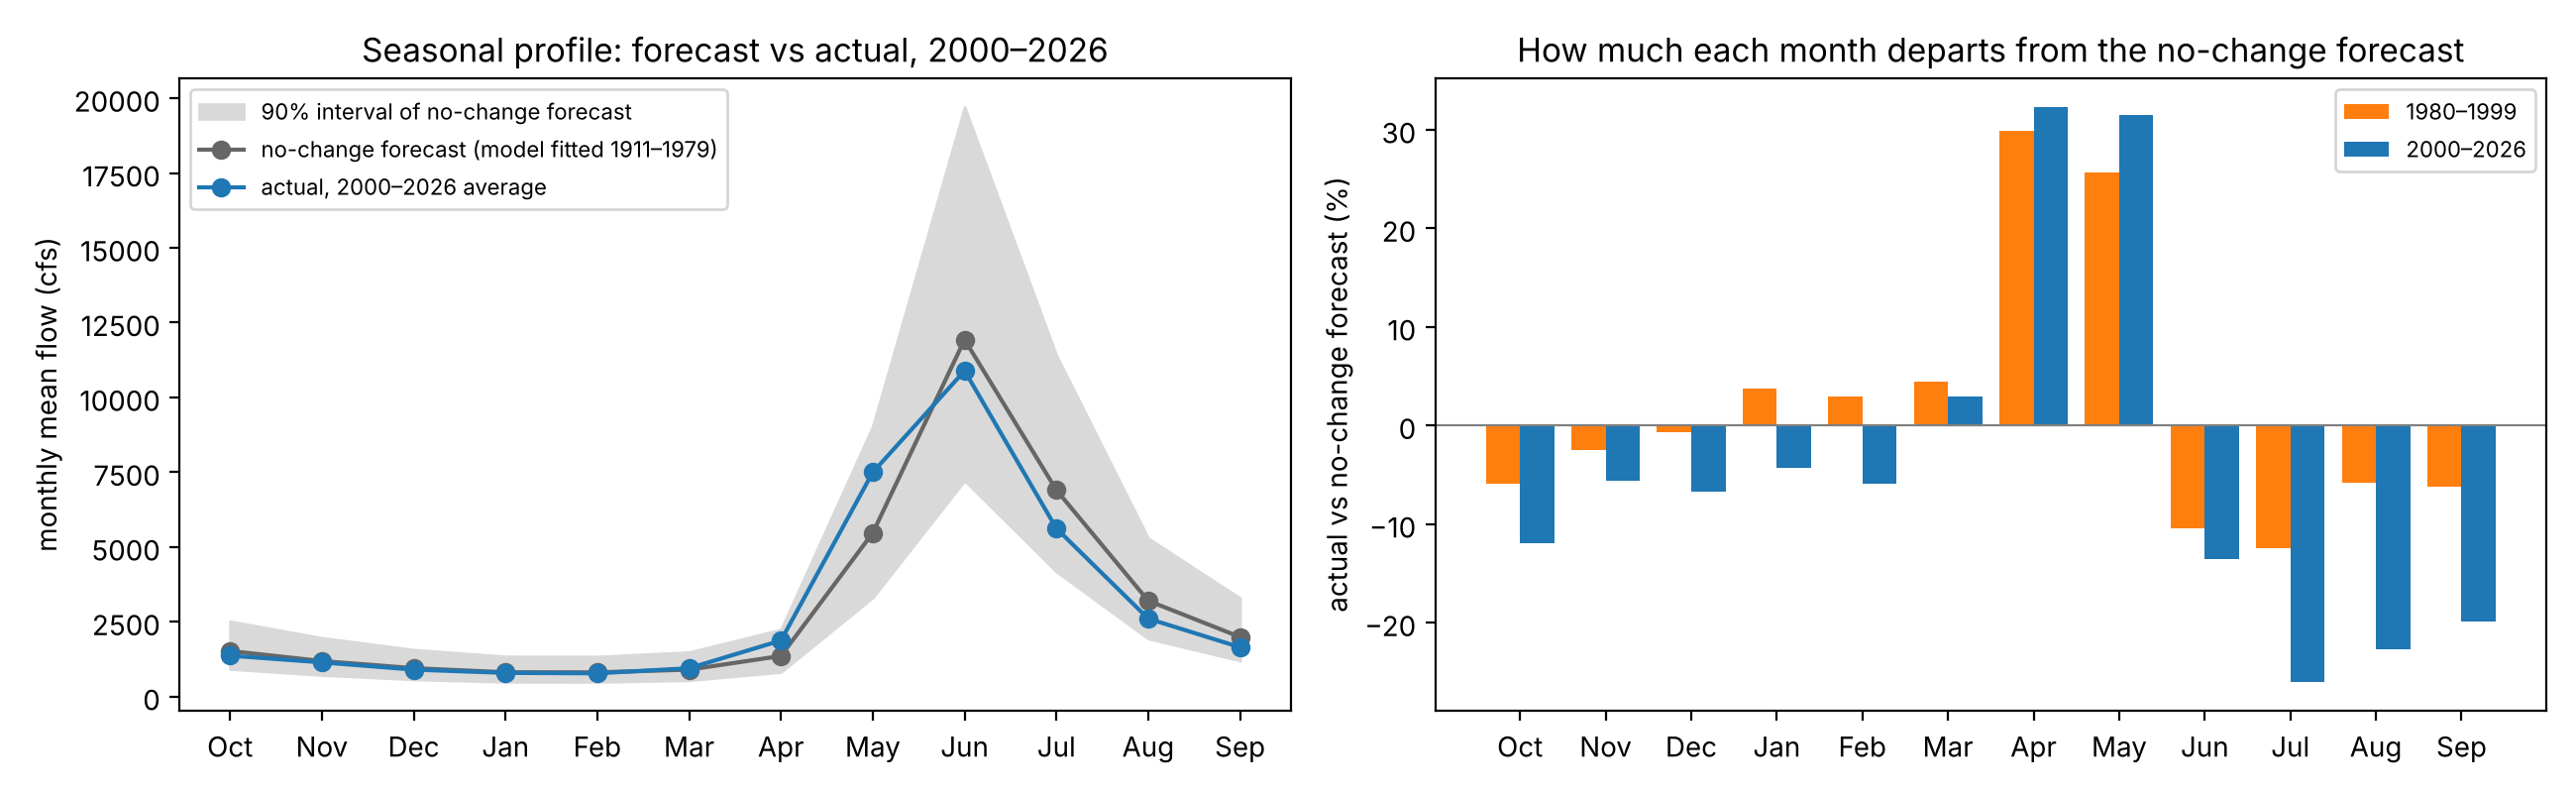 Seasonal profile: forecast vs actual, 2000–2026
monthly mean flow (cfs)
20000
17500
15000
12500
10000
7500
5000
2500
0
90% interval of no-change forecast
no-change forecast (model fitted 1911–1979)
actual, 2000–2026 average
Oct Nov Dec Jan Feb Mar Apr May Jun Jul Aug Sep
How much each month departs from the no-change forecast
actual vs no-change forecast (%)
30
20
10
0
−10
−20
1980–1999
2000–2026
Oct Nov Dec Jan Feb Mar Apr May Jun Jul Aug Sep